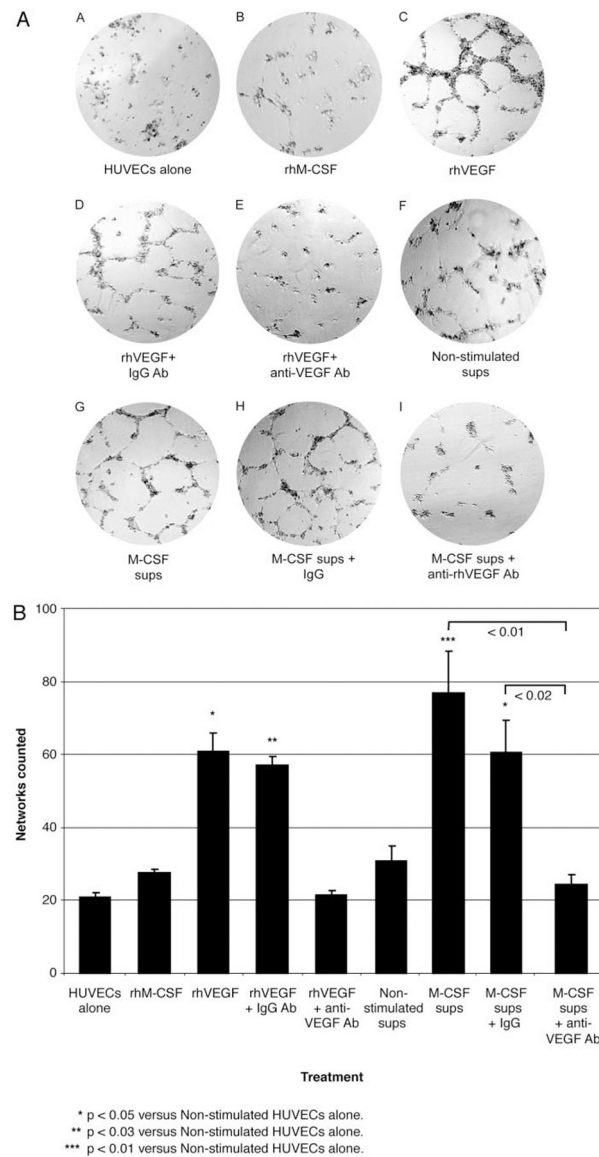 A
A B C
HUVECs alone rhM-CSF rhVEGF
D E F
rhVEGF+ IgG Ab
rhVEGF+ anti-VEGF Ab
Non-stimulated sups
G H I
M-CSF sups
M-CSF sups + IgG
M-CSF sups + anti-rhVEGF Ab
B
100
80
60
40
20
0
Networks counted
*
**
***
*
< 0.01
< 0.02
HUVECs alone
rhM-CSF
rhVEGF
rhVEGF + IgG Ab
rhVEGF + anti- VEGF Ab
Non- stimulated sups
M-CSF sups
M-CSF sups + IgG
M-CSF sups + anti- VEGF Ab
Treatment
* p < 0.05 versus Non-stimulated HUVECs alone.
** p < 0.03 versus Non-stimulated HUVECs alone.
*** p < 0.01 versus Non-stimulated HUVECs alone.